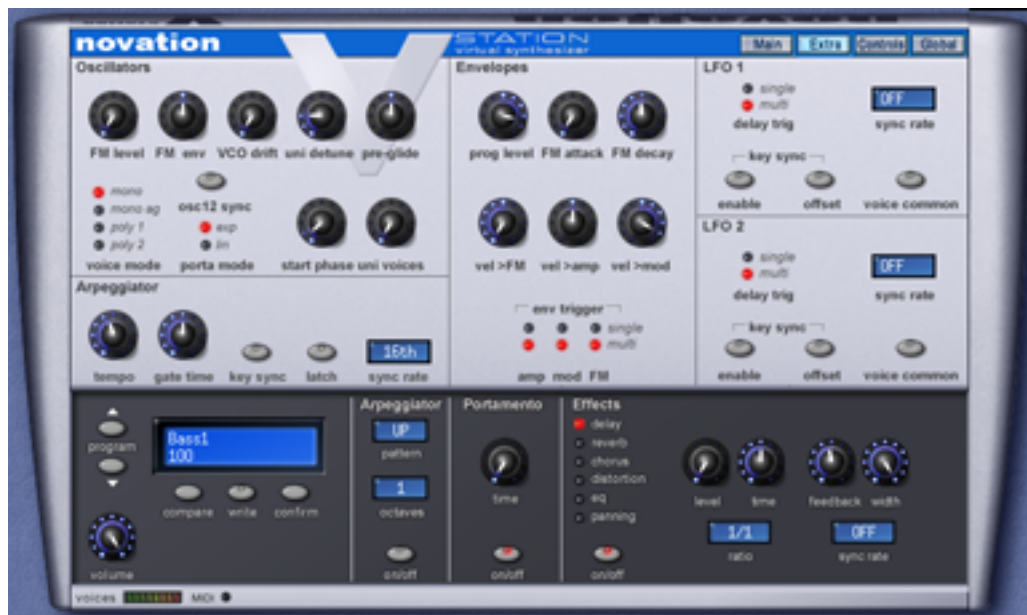 novation
STATION
virtual synthesizer
Main Extra Controls Global
Oscillators
FM level FM env VCO drift uni detune pre-glide
mono
mono ag
poly 1
poly 2
voice mode
osc12 sync
exp
lin
porta mode
start phase uni voices
Arpeggiator
tempo gate time key sync latch
16th
sync rate
Envelopes
prog level FM attack FM decay
vel >FM vel >amp vel >mod
env trigger
single
multi
amp mod FM
LFO 1
single
multi
delay trig
OFF
sync rate
key sync
enable offset voice common
LFO 2
single
multi
delay trig
OFF
sync rate
key sync
enable offset voice common
program
Bass1
100
compare write confirm
volume
Arpeggiator
UP
pattern
1
octaves
on/off
Portamento
time
on/off
Effects
delay
reverb
chorus
distortion
eq
panning
on/off
level time feedback width
1/1
ratio
OFF
sync rate
voices MIDI